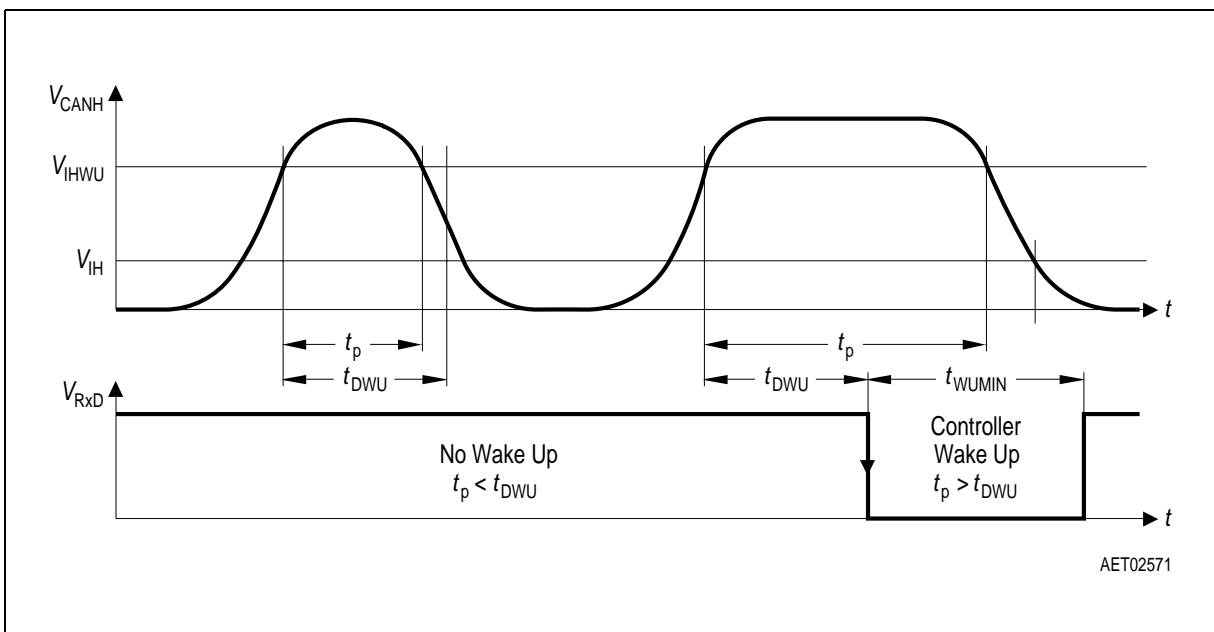 VCANH
VIHWU
VIH
t
tp
tp
tDWU
tDWU
tWUMIN
VRxD
No Wake Up
tp < tDWU
Controller
Wake Up
tp > tDWU
t
AET02571